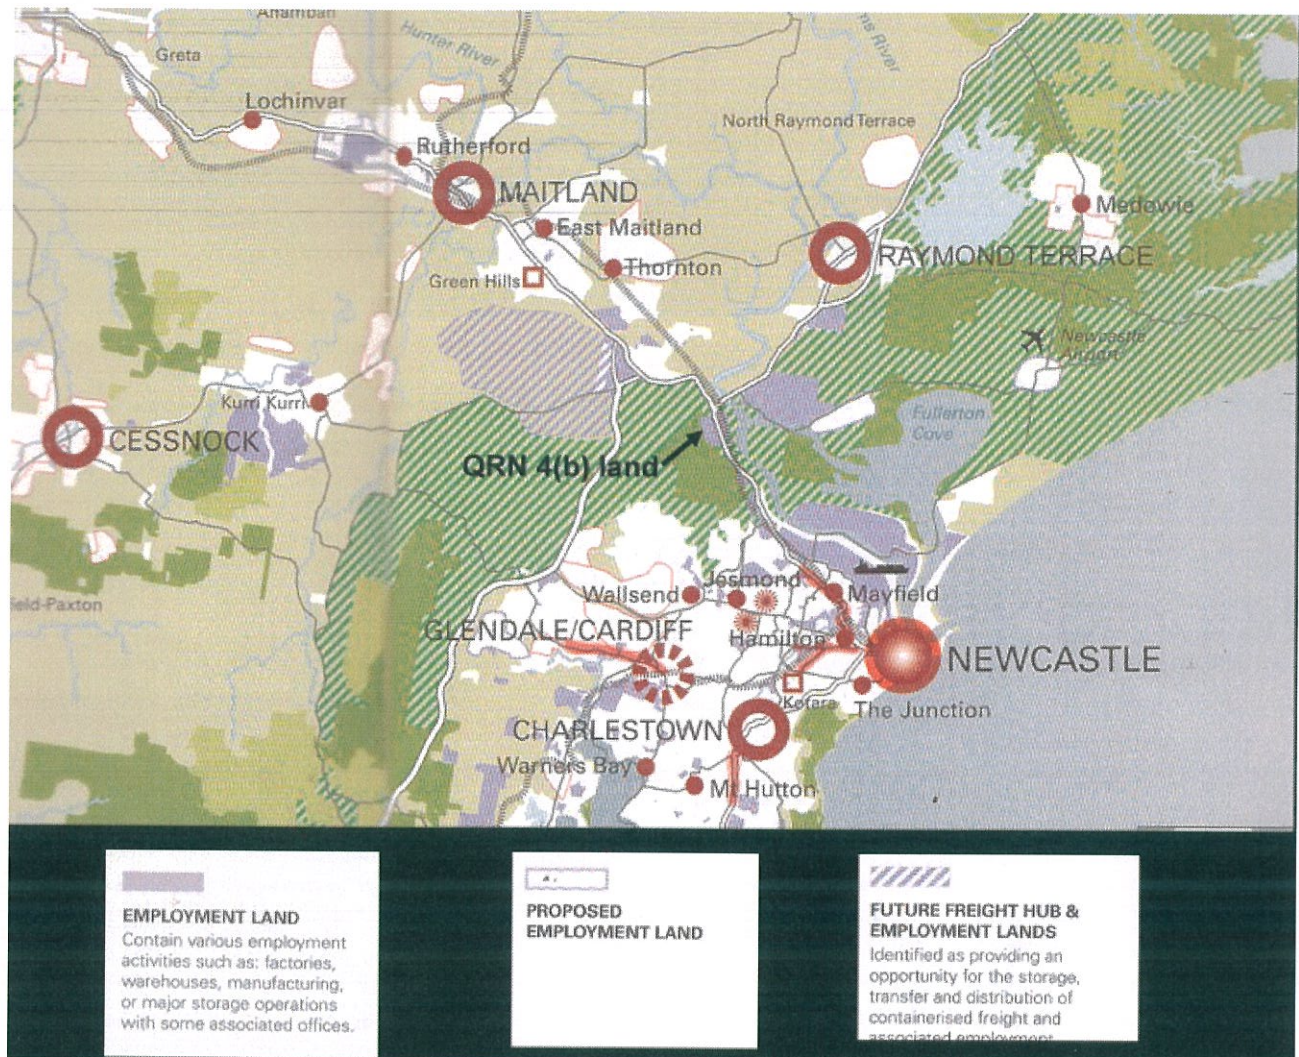 Greta
Hunter River
Lochinvar
North Raymond Terrace
Rutherford
MAITLAND
Medowie
East Maitland
RAYMOND TERRACE
Thornton
Green Hills
Newcastle
Airport
Kurri Kurri
Fullerton
Cove
CESSNOCK
QRN 4(b) land
Jesmond
Wallsend
Mayfield
GLENDALE/CARDIFF
Hamilton
NEWCASTLE
Kotara
The Junction
CHARLESTOWN
Warners Bay
Mt Hutton
EMPLOYMENT LAND
Contain various employment
activities such as: factories,
warehouses, manufacturing,
or major storage operations
with some associated offices.
PROPOSED
EMPLOYMENT LAND
FUTURE FREIGHT HUB &
EMPLOYMENT LANDS
Identified as providing an
opportunity for the storage,
transfer and distribution of
containerised freight and
associated employment